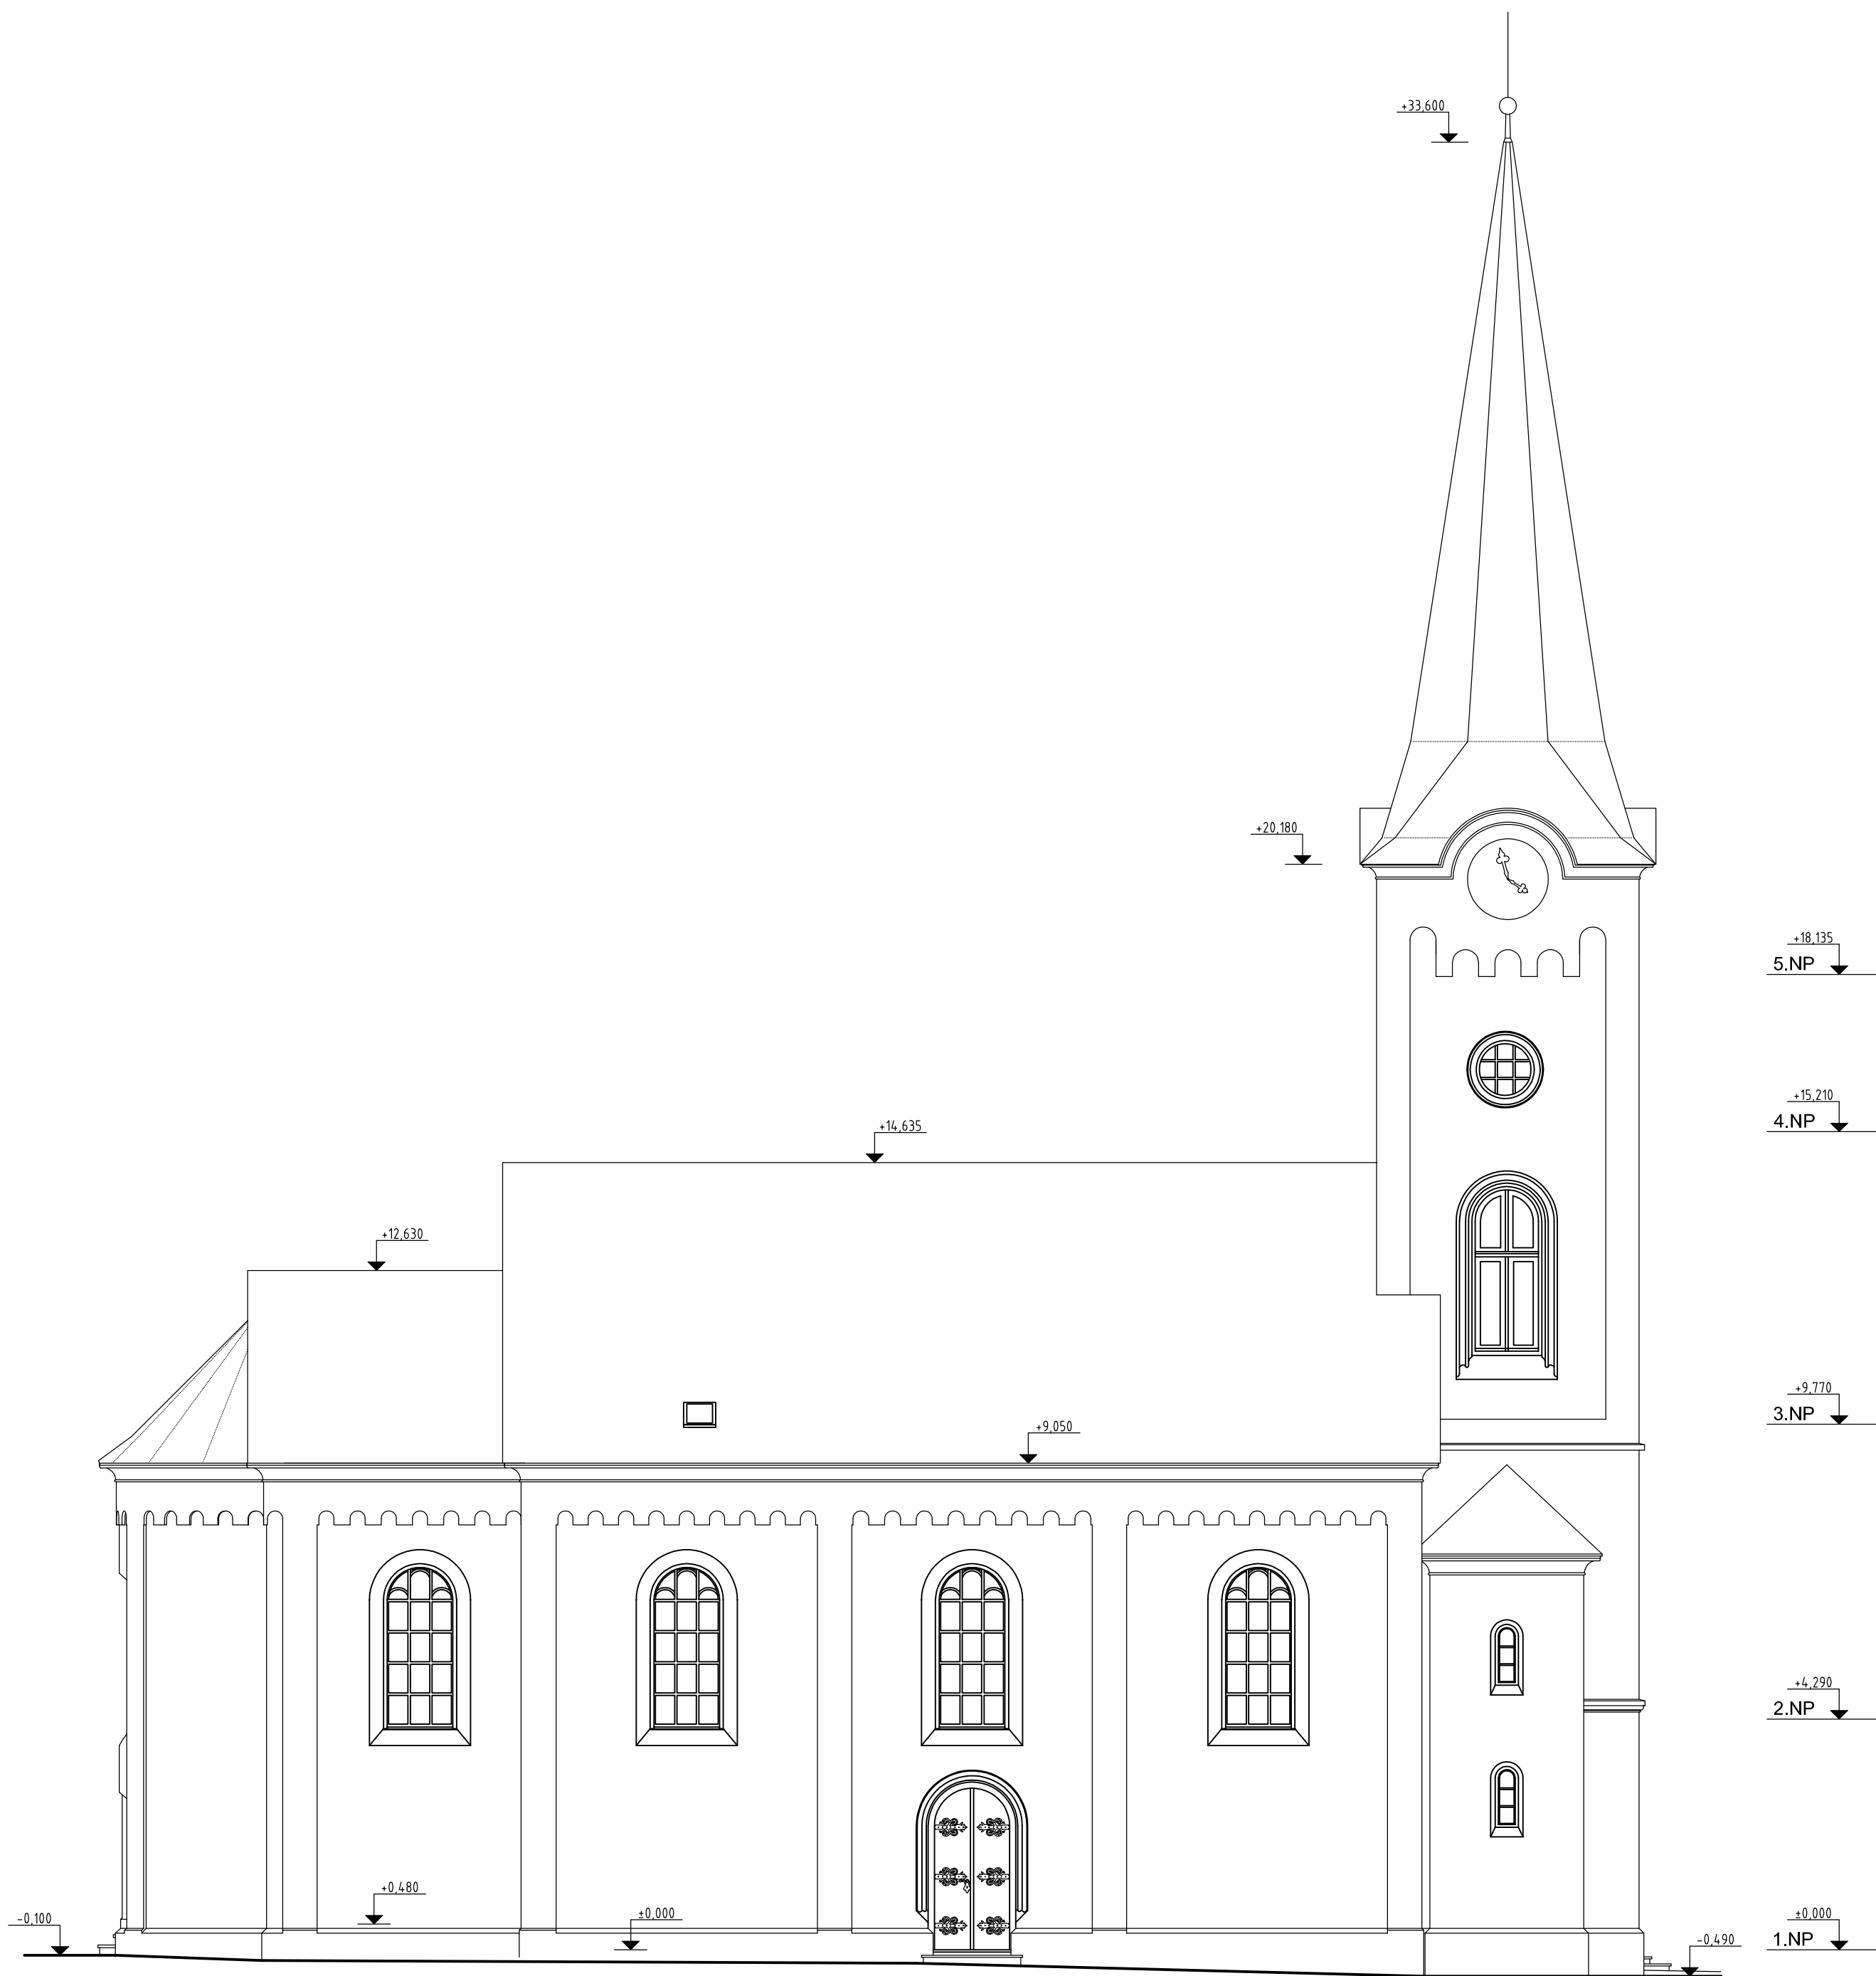 +33,600
+20,180
+18,135
5.NP
+15,210
4.NP
+14,635
+12,630
+9,770
3.NP
+9,050
+4,290
2.NP
+0,480
±0,000
±0,000
-0,100
-0,490
1.NP